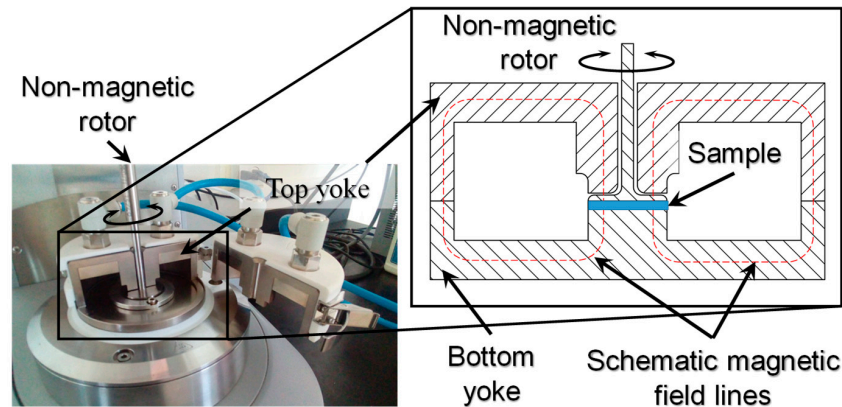 Non-magnetic
rotor
Top yoke
Non-magnetic
rotor
Sample
Bottom
yoke
Schematic magnetic
field lines